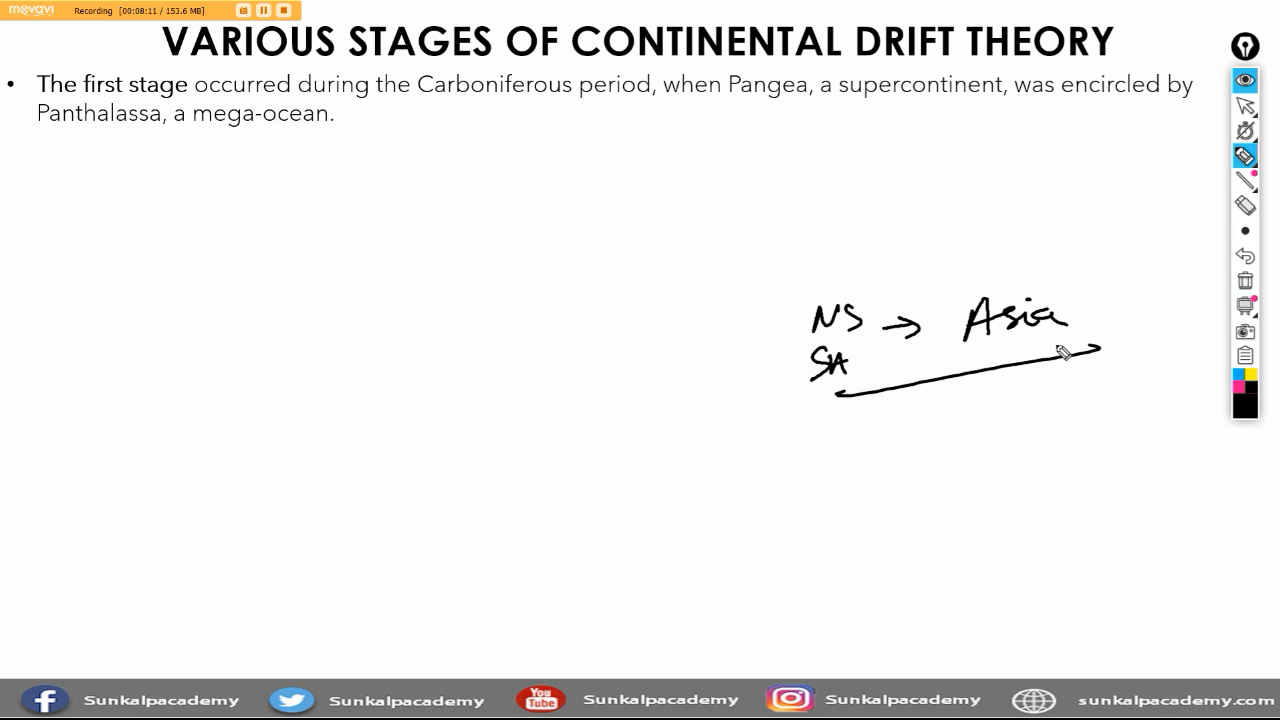 movavi Recording [00:08:11 / 153.6 MB]
VARIOUS STAGES OF CONTINENTAL DRIFT THEORY
• The first stage occurred during the Carboniferous period, when Pangea, a supercontinent, was encircled by
Panthalassa, a mega-ocean.
NS → Asia
SA
Sunkalpacademy Sunkalpacademy You Tube Sunkalpacademy Sunkalpacademy sunkalpacademy.com